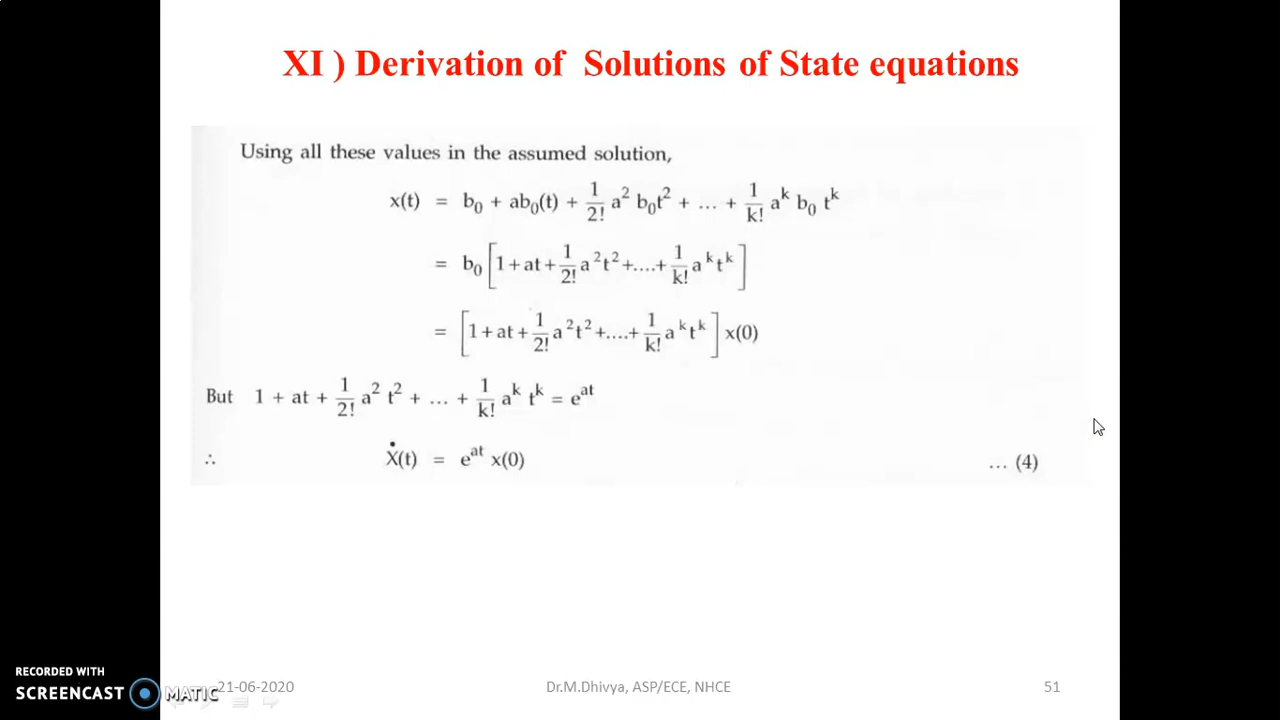 XI ) Derivation of Solutions of State equations
Using all these values in the assumed solution,
x(t) = b₀ + ab₀(t) + 1/2! a² b₀t² + ... + 1/k! aᵏ b₀ tᵏ
= b₀ [1 + at + 1/2! a²t² +....+ 1/k! aᵏtᵏ]
= [1 + at + 1/2! a²t² +....+ 1/k! aᵏtᵏ] x(0)
But 1 + at + 1/2! a² t² + ... + 1/k! aᵏ tᵏ = eᵃᵗ
∴ Ẋ(t) = eᵃᵗ x(0) ... (4)
RECORDED WITH
SCREENCAST MATIC
21-06-2020 Dr.M.Dhivya, ASP/ECE, NHCE 51